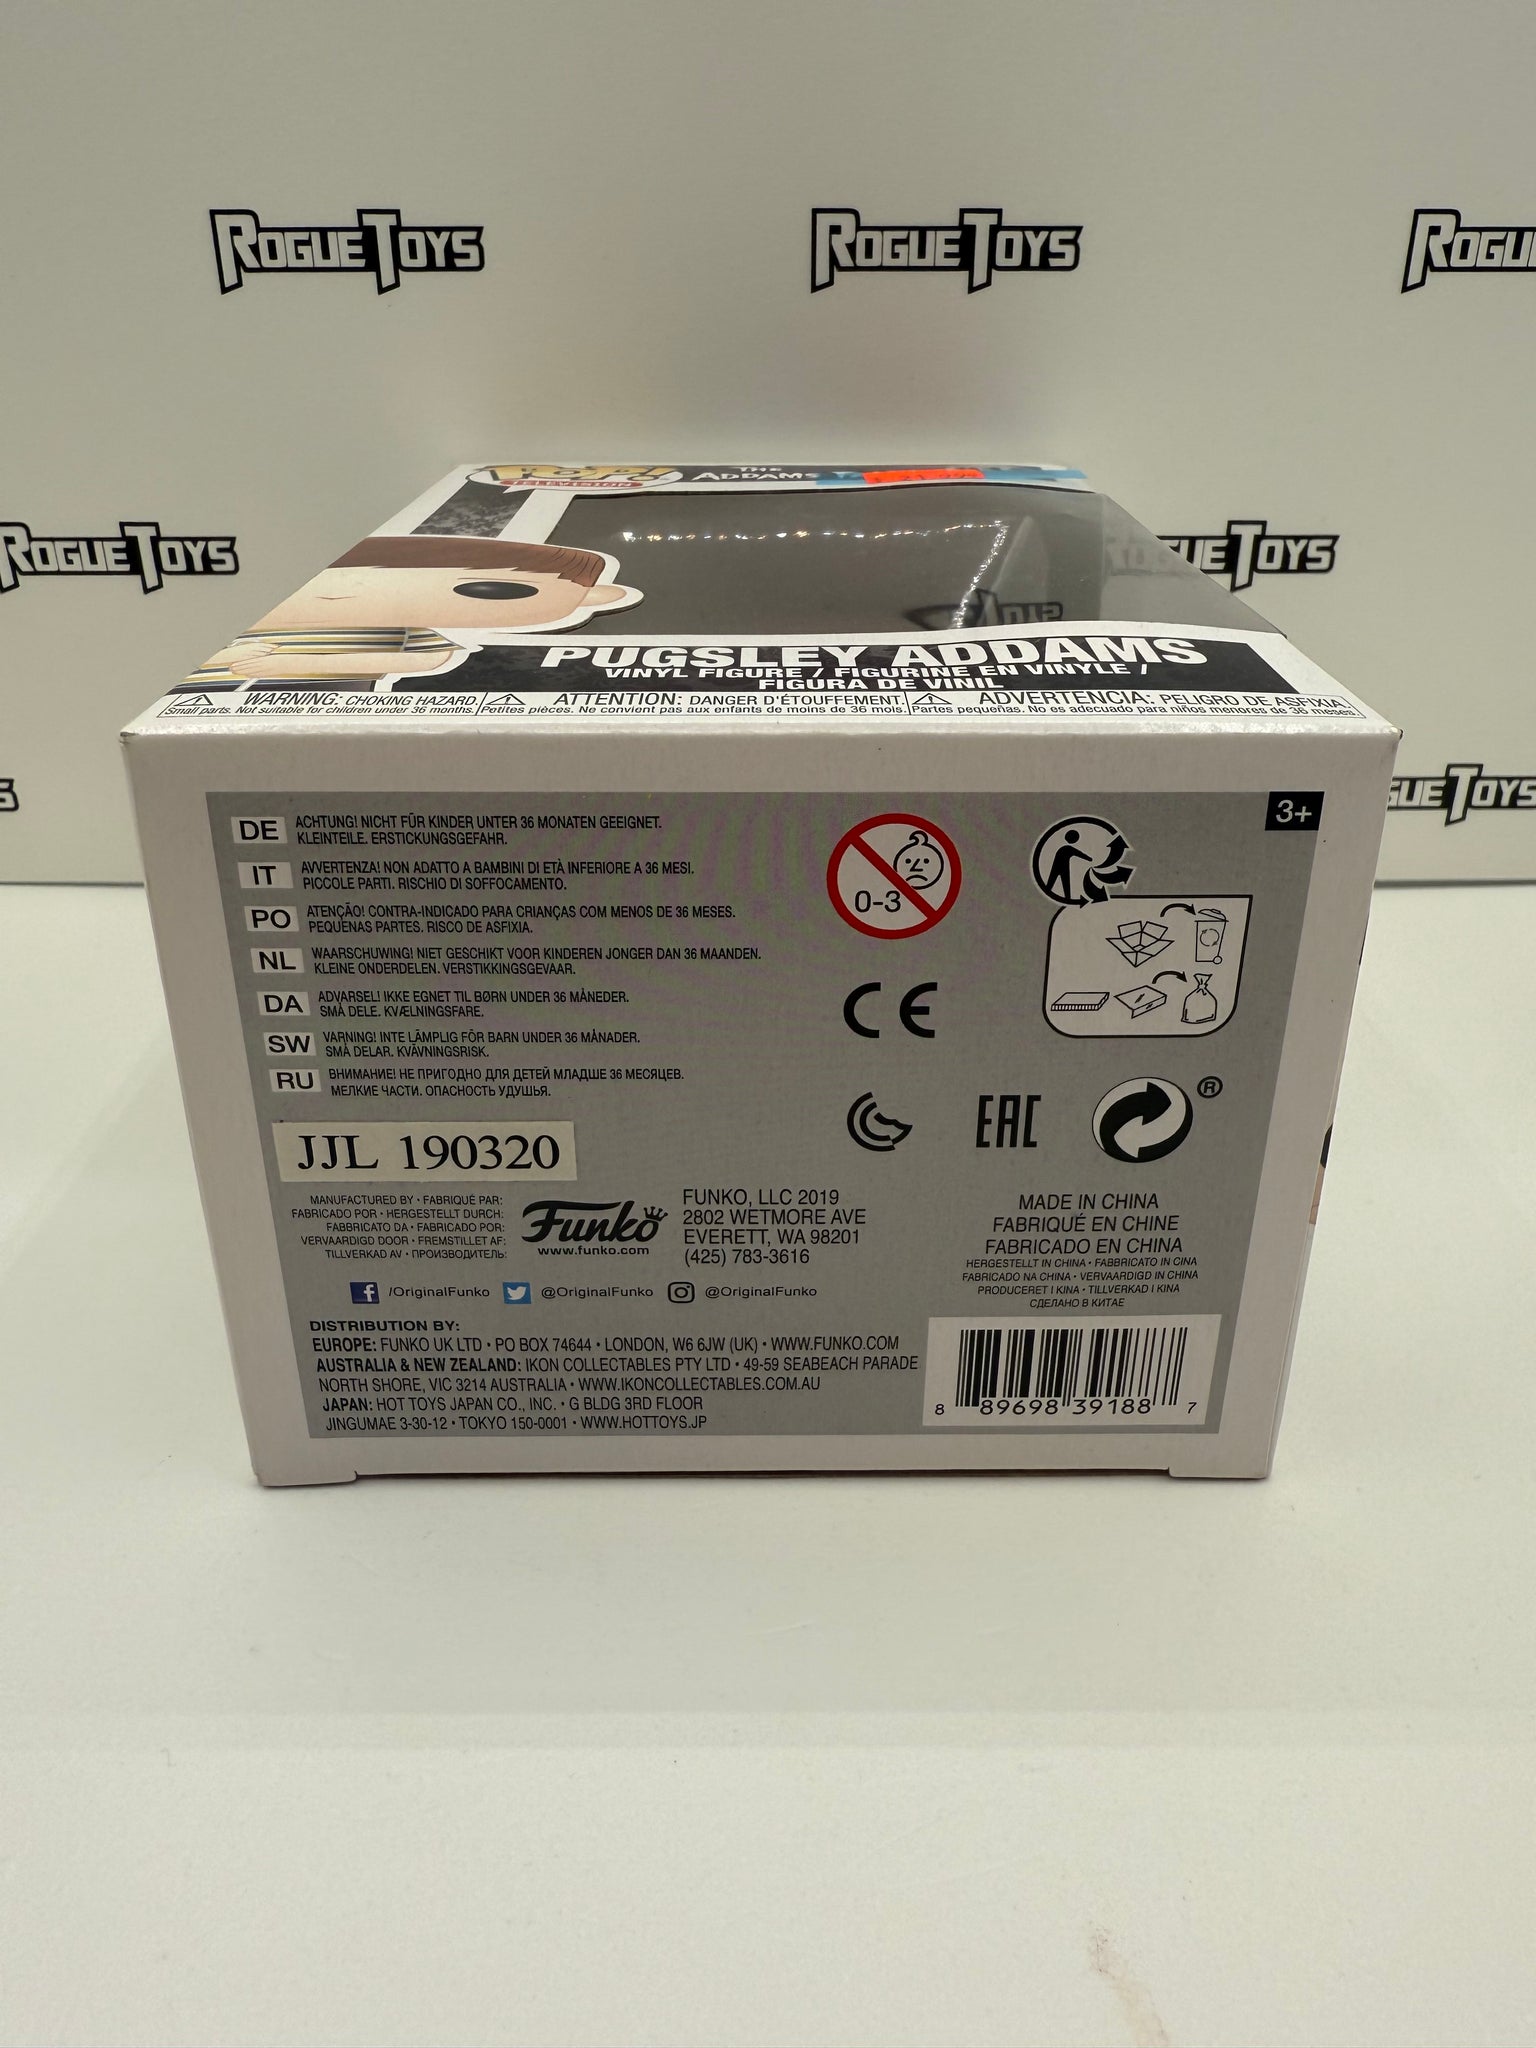 ROGUE TOYS
ROGUE TOYS
ROGUE TOYS
ROGUE TOYS
POP!
TELEVISION
THE
ADDAMS
PUGSLEY ADDAMS
VINYL FIGURE / FIGURINE EN VINYLE /
FIGURA DE VINIL
WARNING: CHOKING HAZARD.
Small parts. Not suitable for children under 36 months.
ATTENTION: DANGER D'ÉTOUFFEMENT.
Petites pièces. Ne convient pas aux enfants de moins de 36 mois.
ADVERTENCIA: PELIGRO DE ASFIXIA.
Partes pequeñas. No es adecuado para niños menores de 36 meses.
3+
DE ACHTUNG! NICHT FÜR KINDER UNTER 36 MONATEN GEEIGNET.
KLEINTEILE. ERSTICKUNGSGEFAHR.
IT AVVERTENZA! NON ADATTO A BAMBINI DI ETÀ INFERIORE A 36 MESI.
PICCOLE PARTI. RISCHIO DI SOFFOCAMENTO.
PO ATENÇÃO! CONTRA-INDICADO PARA CRIANÇAS COM MENOS DE 36 MESES.
PEQUENAS PARTES. RISCO DE ASFIXIA.
NL WAARSCHUWING! NIET GESCHIKT VOOR KINDEREN JONGER DAN 36 MAANDEN.
KLEINE ONDERDELEN. VERSTIKKINGSGEVAAR.
DA ADVARSEL! IKKE EGNET TIL BØRN UNDER 36 MÅNEDER.
SMÅ DELE. KVÆLNINGSFARE.
SW VARNING! INTE LÄMPLIG FÖR BARN UNDER 36 MÅNADER.
SMÅ DELAR. KVÄVNINGSRISK.
RU ВНИМАНИЕ! НЕ ПРИГОДНО ДЛЯ ДЕТЕЙ МЛАДШЕ 36 МЕСЯЦЕВ.
МЕЛКИЕ ЧАСТИ. ОПАСНОСТЬ УДУШЬЯ.
0-3
CE
EAC
®
JJL 190320
MANUFACTURED BY • FABRIQUÉ PAR:
FABRICADO POR • HERGESTELLT DURCH:
FABBRICATO DA • FABRICADO POR:
VERVAARDIGD DOOR • FREMSTILLET AF:
TILLVERKAD AV • ПРОИЗВОДИТЕЛЬ:
Funko
www.funko.com
FUNKO, LLC 2019
2802 WETMORE AVE
EVERETT, WA 98201
(425) 783-3616
MADE IN CHINA
FABRIQUÉ EN CHINE
FABRICADO EN CHINA
HERGESTELLT IN CHINA • FABBRICATO IN CINA
FABRICADO NA CHINA • VERVAARDIGD IN CHINA
PRODUCERET I KINA • TILLVERKAD I KINA
СДЕЛАНО В КИТАЕ
/OriginalFunko @OriginalFunko @OriginalFunko
DISTRIBUTION BY:
EUROPE: FUNKO UK LTD • PO BOX 74644 • LONDON, W6 6JW (UK) • WWW.FUNKO.COM
AUSTRALIA & NEW ZEALAND: IKON COLLECTABLES PTY LTD • 49-59 SEABEACH PARADE
NORTH SHORE, VIC 3214 AUSTRALIA • WWW.IKONCOLLECTABLES.COM.AU
JAPAN: HOT TOYS JAPAN CO., INC. • G BLDG 3RD FLOOR
JINGUMAE 3-30-12 • TOKYO 150-0001 • WWW.HOTTOYS.JP
8 89698 39188 7